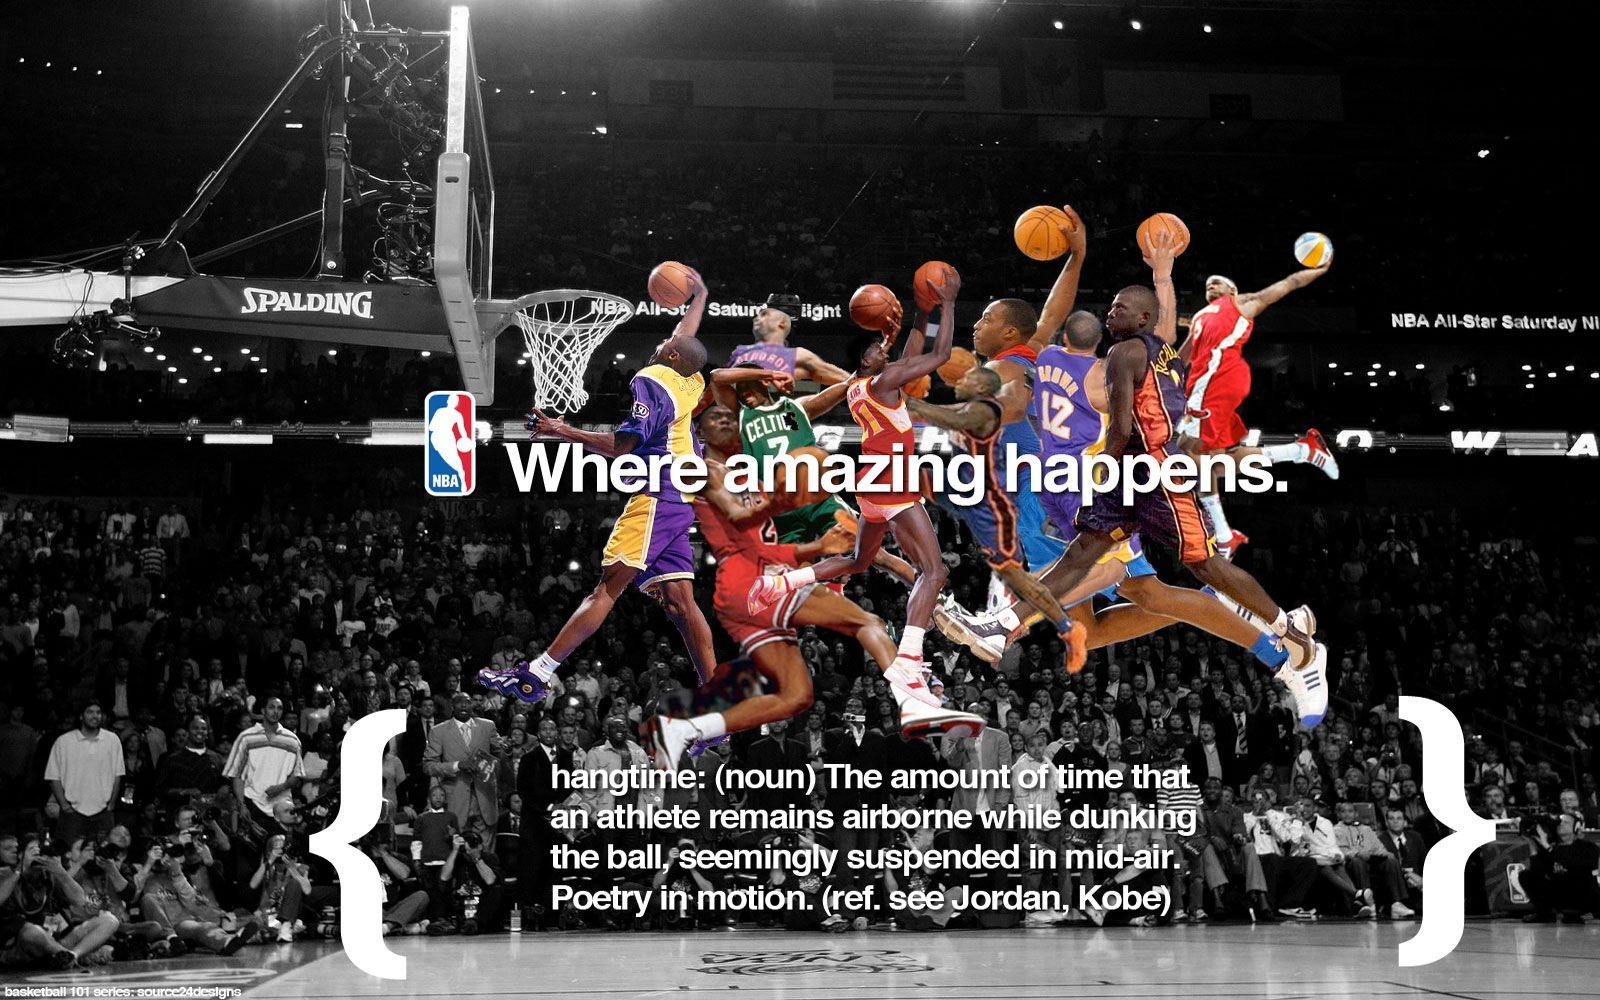 SPALDING
NBA All-Star Saturday Night
NBA All-Star Saturday Ni
CELTICS
7
BROWN
12
NBA
Where amazing happens.
W
A
hangtime: (noun) The amount of time that
an athlete remains airborne while dunking
the ball, seemingly suspended in mid-air.
Poetry in motion. (ref. see Jordan, Kobe)
basketball 101 series: source24designs